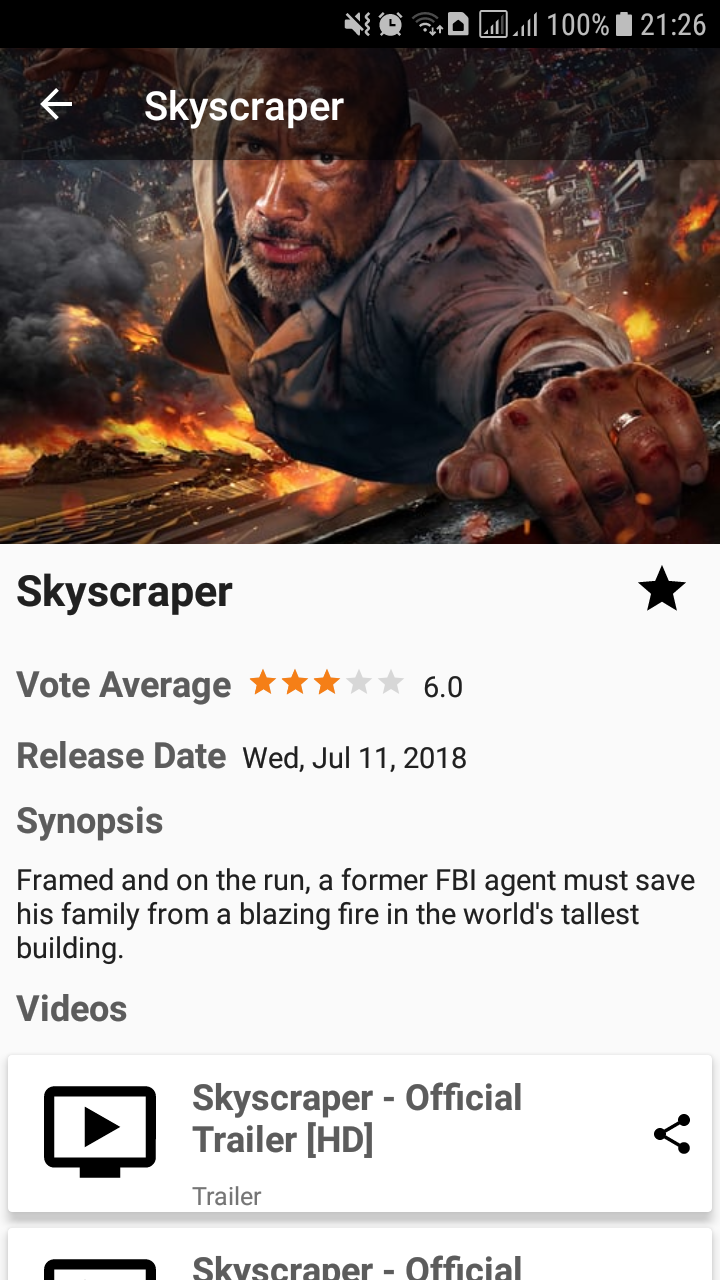 100% 21:26
Skyscraper
Skyscraper
Vote Average 6.0
Release Date Wed, Jul 11, 2018
Synopsis
Framed and on the run, a former FBI agent must save
his family from a blazing fire in the world's tallest
building.
Videos
Skyscraper - Official
Trailer [HD]
Trailer
Skyscraper - Official